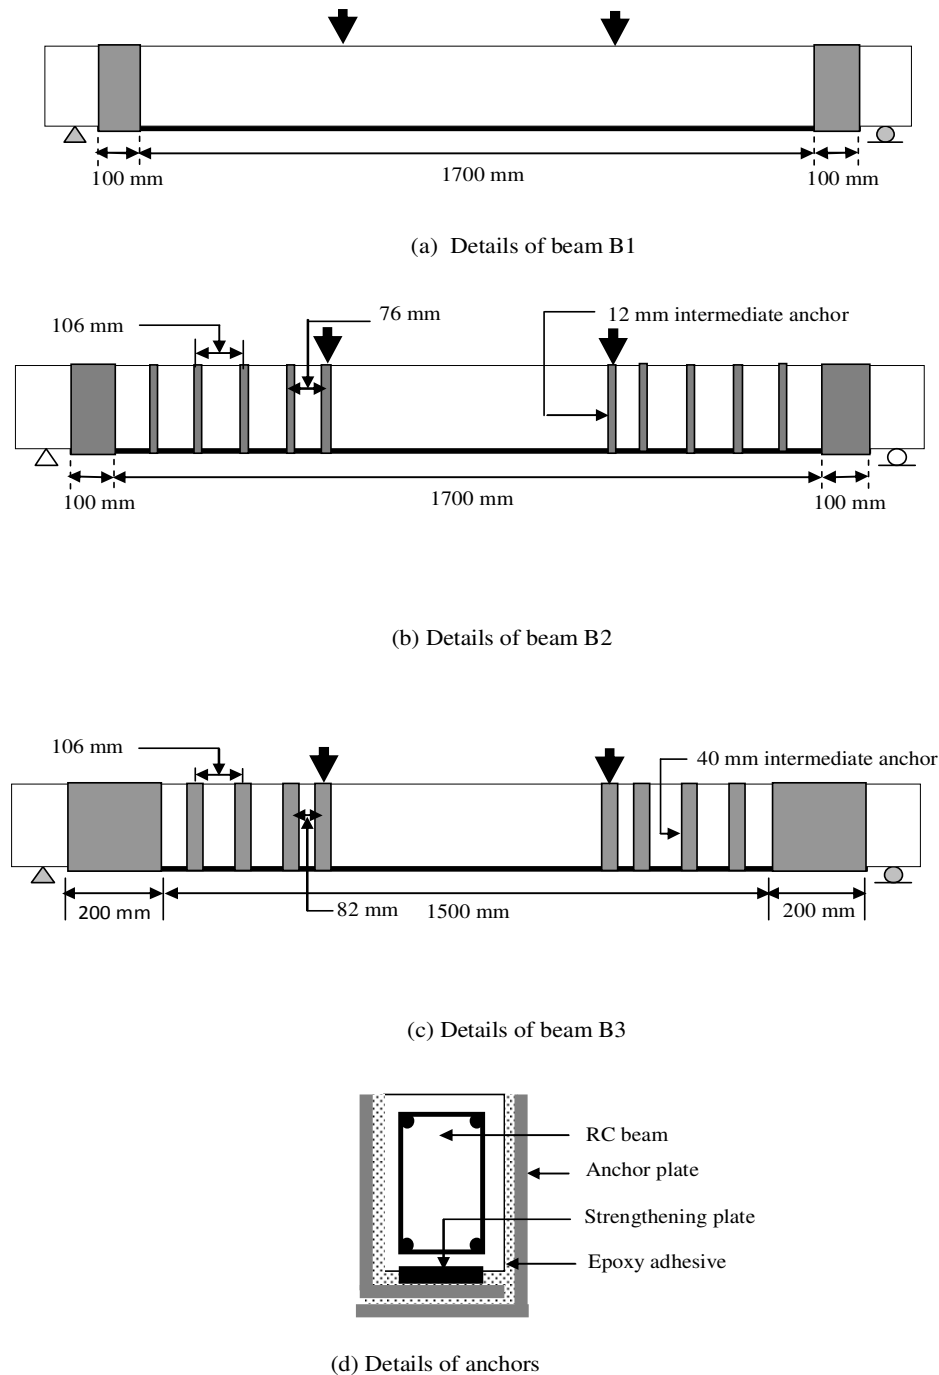 100 mm
1700 mm
100 mm
(a) Details of beam B1
106 mm
76 mm
12 mm intermediate anchor
100 mm
1700 mm
100 mm
(b) Details of beam B2
106 mm
40 mm intermediate anchor
200 mm
82 mm
1500 mm
200 mm
(c) Details of beam B3
RC beam
Anchor plate
Strengthening plate
Epoxy adhesive
(d) Details of anchors